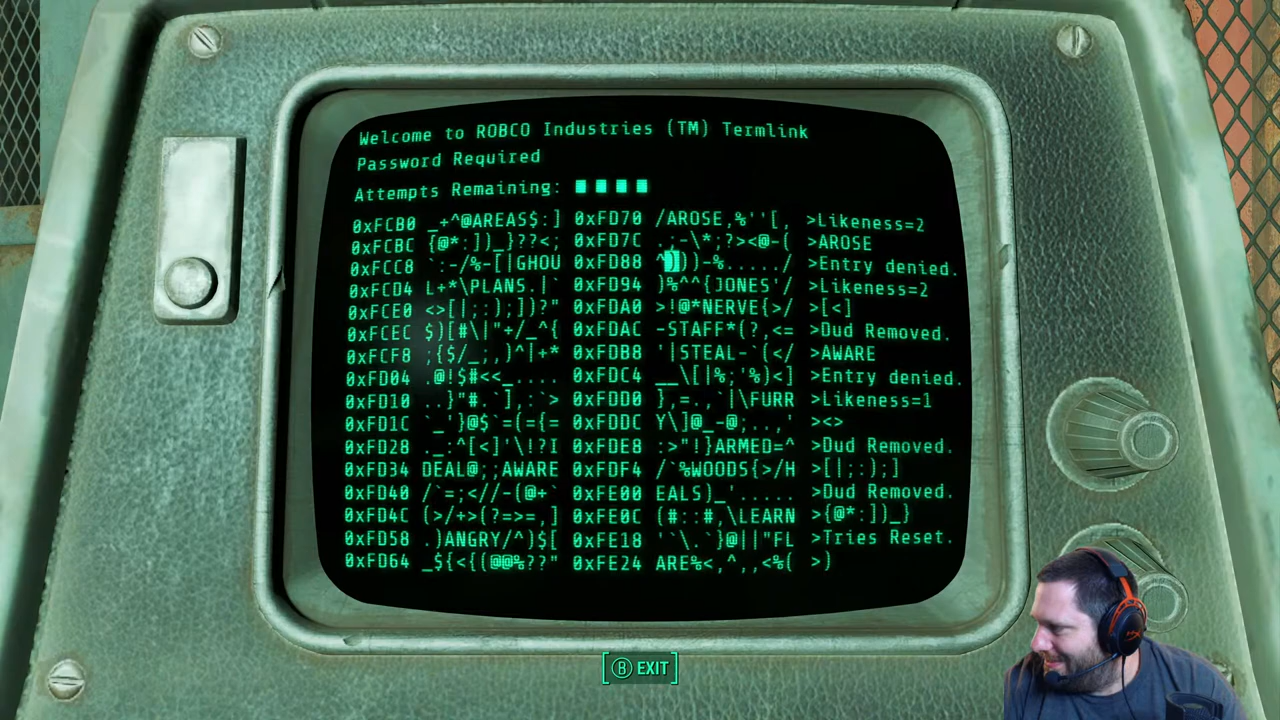 Welcome to ROBCO Industries (TM) Termlink
Password Required
Attempts Remaining: ■ ■ ■ ■
0xFCB0 _+^@AREAS$:] 0xFD70 /AROSE,%''[, >Likeness=2
0xFCBC {@*:])_}??<; 0xFD7C .;-\*;?><@-( >AROSE
0xFCC8 `:-/%-[|GHOU 0xFD88 ^)))-%...../ >Entry denied.
0xFCD4 L+*\PLANS.|` 0xFD94 )%^^{JONES'/ >Likeness=2
0xFCE0 <>[|;:);])?" 0xFDA0 >!@*NERVE{>/ >[<]
0xFCEC $)[#\|"+/_^{ 0xFDAC -STAFF*(?,<= >Dud Removed.
0xFCF8 ;{$/_;,)^|+* 0xFDB8 '|STEAL-`(</ >AWARE
0xFD04 .@!$#<<_.... 0xFDC4 __\[|%;'%)<] >Entry denied.
0xFD10 ..}"#.`],:`> 0xFDD0 },=.,`|\FURR >Likeness=1
0xFD1C `_'}@$`=(={= 0xFDDC Y\]@_-@;..,' ><>
0xFD28 ._:^[<]'\!?I 0xFDE8 :>"!}ARMED=^ >Dud Removed.
0xFD34 DEAL@;;AWARE 0xFDF4 /`%WOODS{>/H >[|;:);]
0xFD40 /`=;<//-(@+` 0xFE00 EALS)_'..... >Dud Removed.
0xFD4C (>/+>(?=>=,] 0xFE0C (#::#,\LEARN >{@*:])_}
0xFD58 .)ANGRY/^)$[ 0xFE18 '`\.`}@||"FL >Tries Reset.
0xFD64 _${<{(@@%??" 0xFE24 ARE%<,^,,<%( >)
[Ⓑ EXIT]